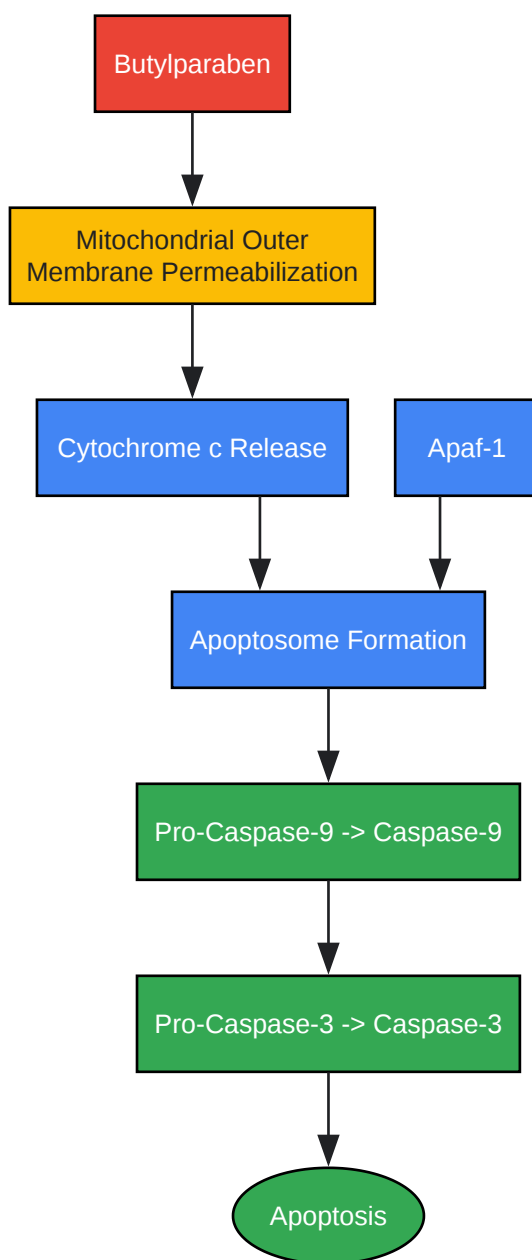 Butylparaben
Mitochondrial Outer
Membrane Permeabilization
Cytochrome c Release
Apaf-1
Apoptosome Formation
Pro-Caspase-9 -> Caspase-9
Pro-Caspase-3 -> Caspase-3
Apoptosis